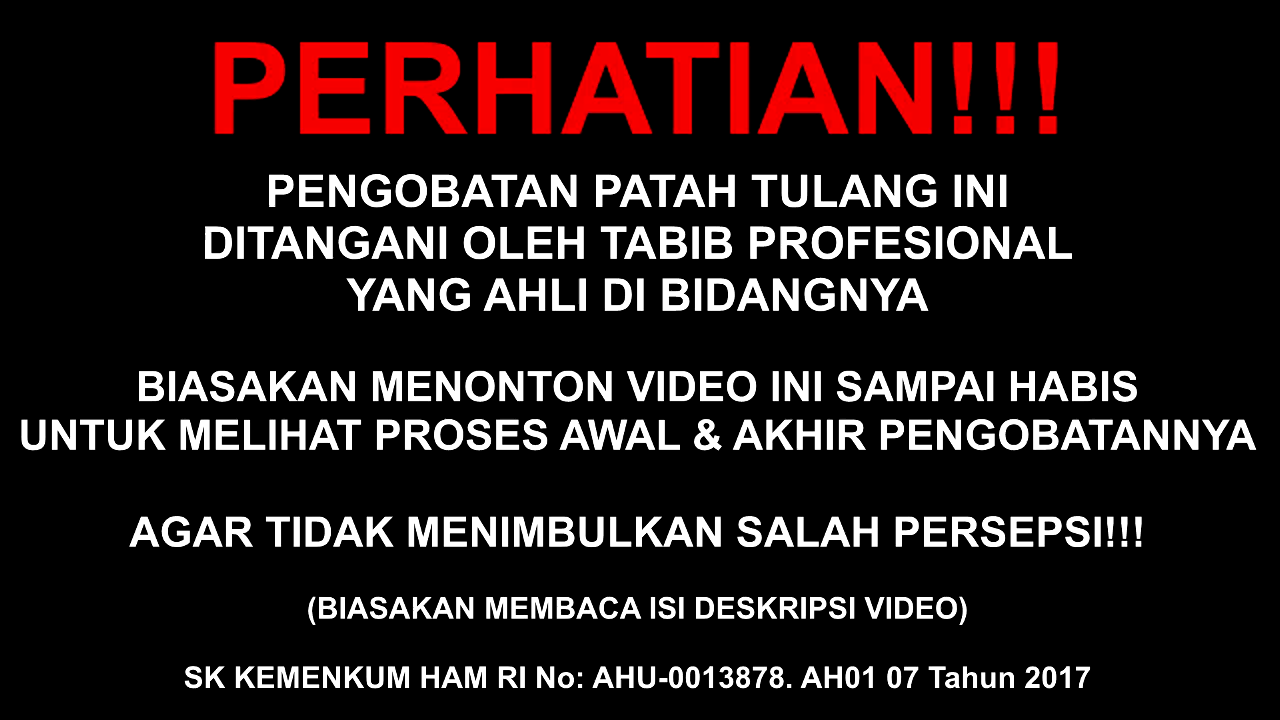 PERHATIAN!!!
PENGOBATAN PATAH TULANG INI
DITANGANI OLEH TABIB PROFESIONAL
YANG AHLI DI BIDANGNYA
BIASAKAN MENONTON VIDEO INI SAMPAI HABIS
UNTUK MELIHAT PROSES AWAL & AKHIR PENGOBATANNYA
AGAR TIDAK MENIMBULKAN SALAH PERSEPSI!!!
(BIASAKAN MEMBACA ISI DESKRIPSI VIDEO)
SK KEMENKUM HAM RI No: AHU-0013878. AH01 07 Tahun 2017